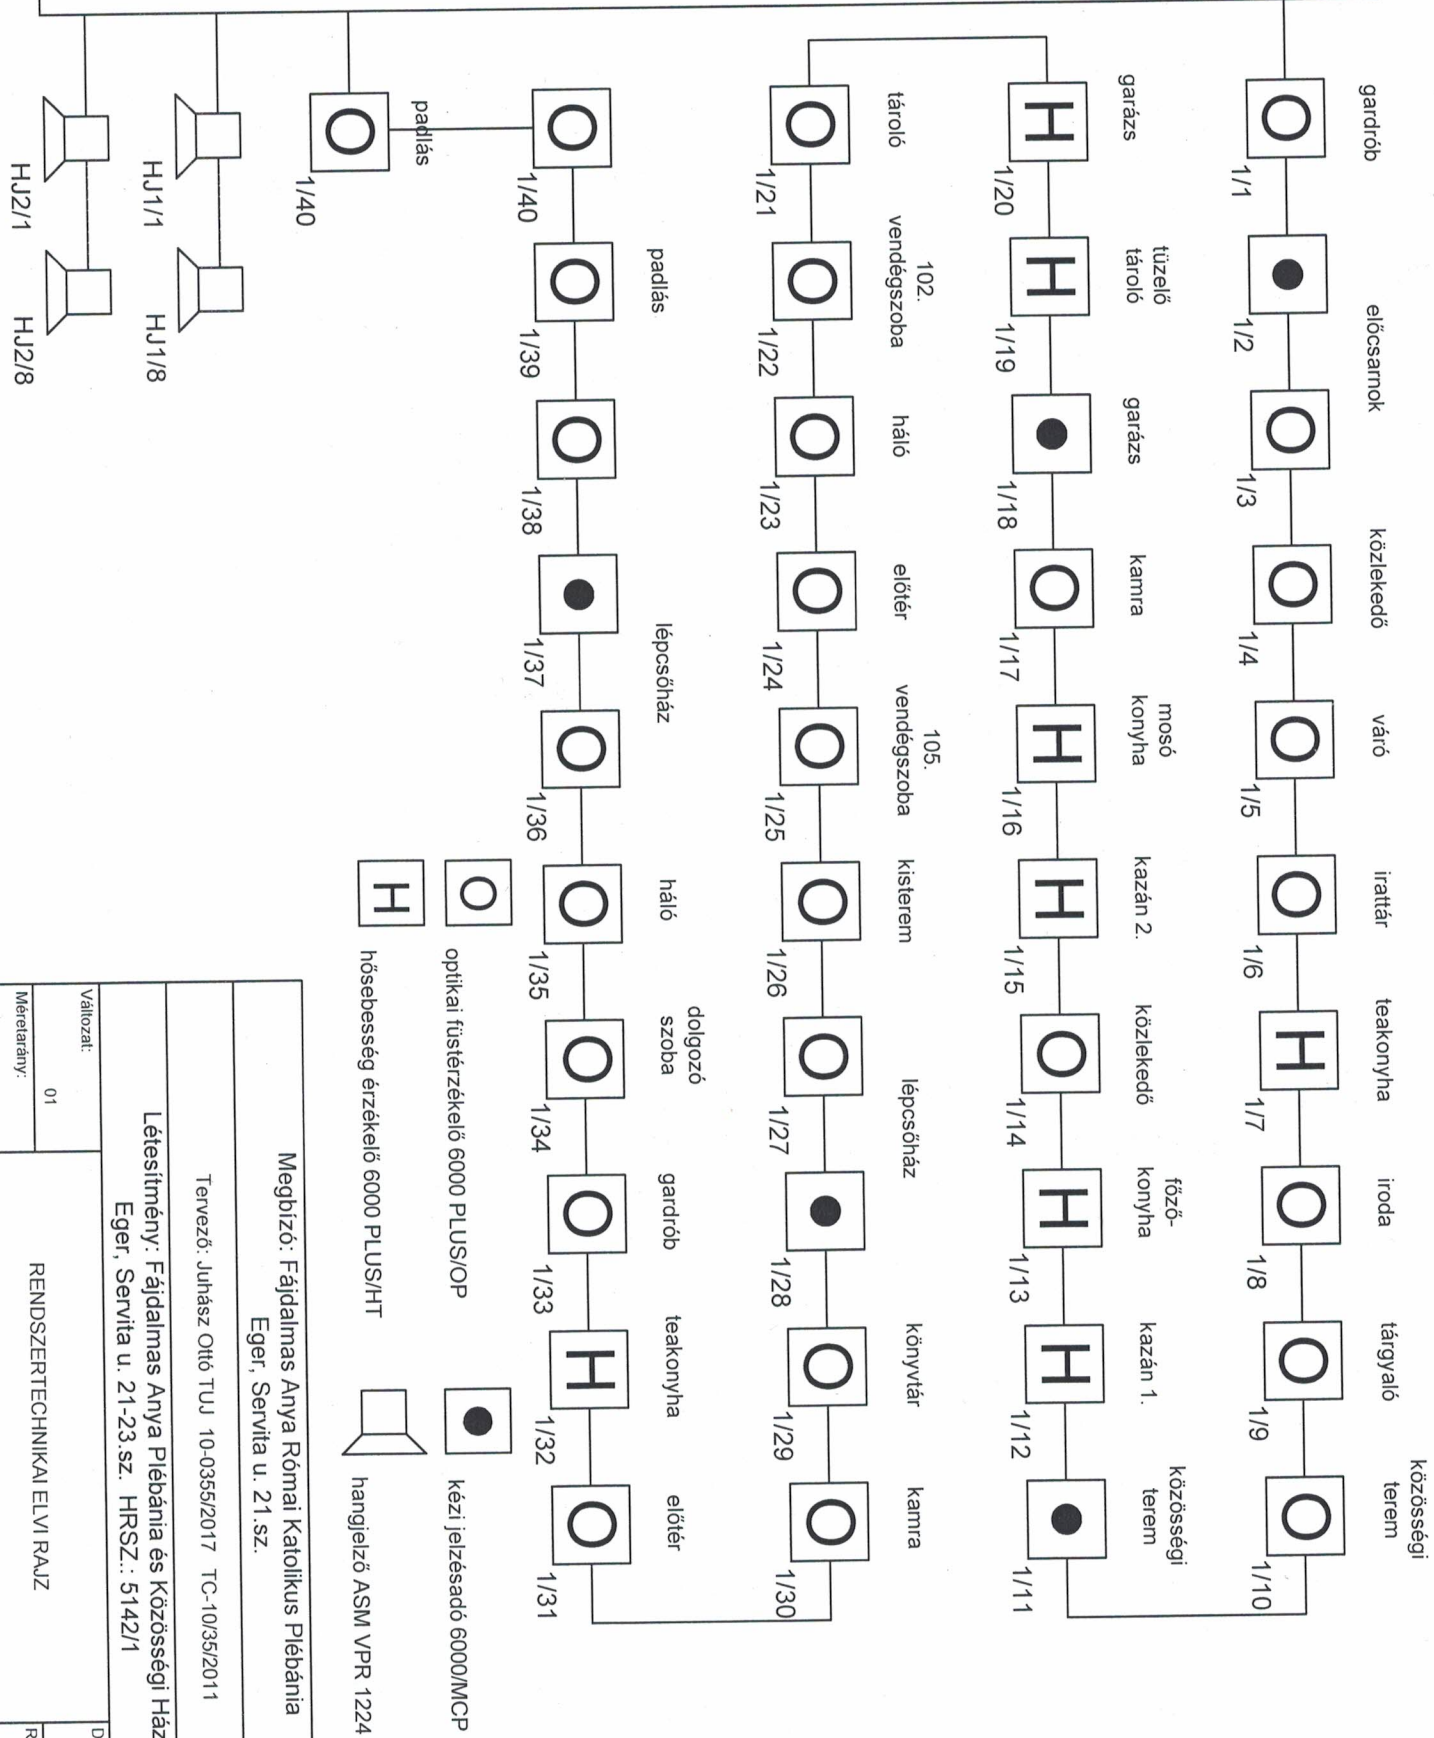 gardrób
előcsarnok
közlekedő
váró
irattár
teakonyha
iroda
tárgyaló
közösségi
terem
O
O
O
O
O
H
O
O
O
1/1
1/2
1/3
1/4
1/5
1/6
1/7
1/8
1/9
1/10
garázs
tüzelő
tároló
garázs
kamra
mosó
konyha
kazán 2.
közlekedő
főző-
konyha
kazán 1.
közösségi
terem
H
H
O
H
H
O
H
H
1/20
1/19
1/18
1/17
1/16
1/15
1/14
1/13
1/12
1/11
tároló
102.
vendégszoba
háló
előtér
105.
vendégszoba
kisterem
lépcsőház
könyvtár
kamra
O
O
O
O
O
O
O
O
O
1/21
1/22
1/23
1/24
1/25
1/26
1/27
1/28
1/29
1/30
padlás
lépcsőház
háló
dolgozó
szoba
gardrób
teakonyha
előtér
O
O
O
O
O
O
O
H
O
1/40
1/39
1/38
1/37
1/36
1/35
1/34
1/33
1/32
1/31
padlás
O
1/40
HJ1/1
HJ1/8
HJ2/1
HJ2/8
O
optikai füstérzékelő 6000 PLUS/OP
kézi jelzésadó 6000/MCP
H
hősebesség érzékelő 6000 PLUS/HT
hangjelző ASM VPR 1224
Megbízó: Fájdalmas Anya Római Katolikus Plébánia
Eger, Servita u. 21.sz.
Tervező: Juhász Ottó TUJ 10-0355/2017 TC-10/35/2011
Létesítmény: Fájdalmas Anya Plébánia és Közösségi Ház
Eger, Servita u. 21-23.sz. HRSZ.: 5142/1
Változat:
01
Méretarány:
RENDSZERTECHNIKAI ELVI RAJZ
D
R